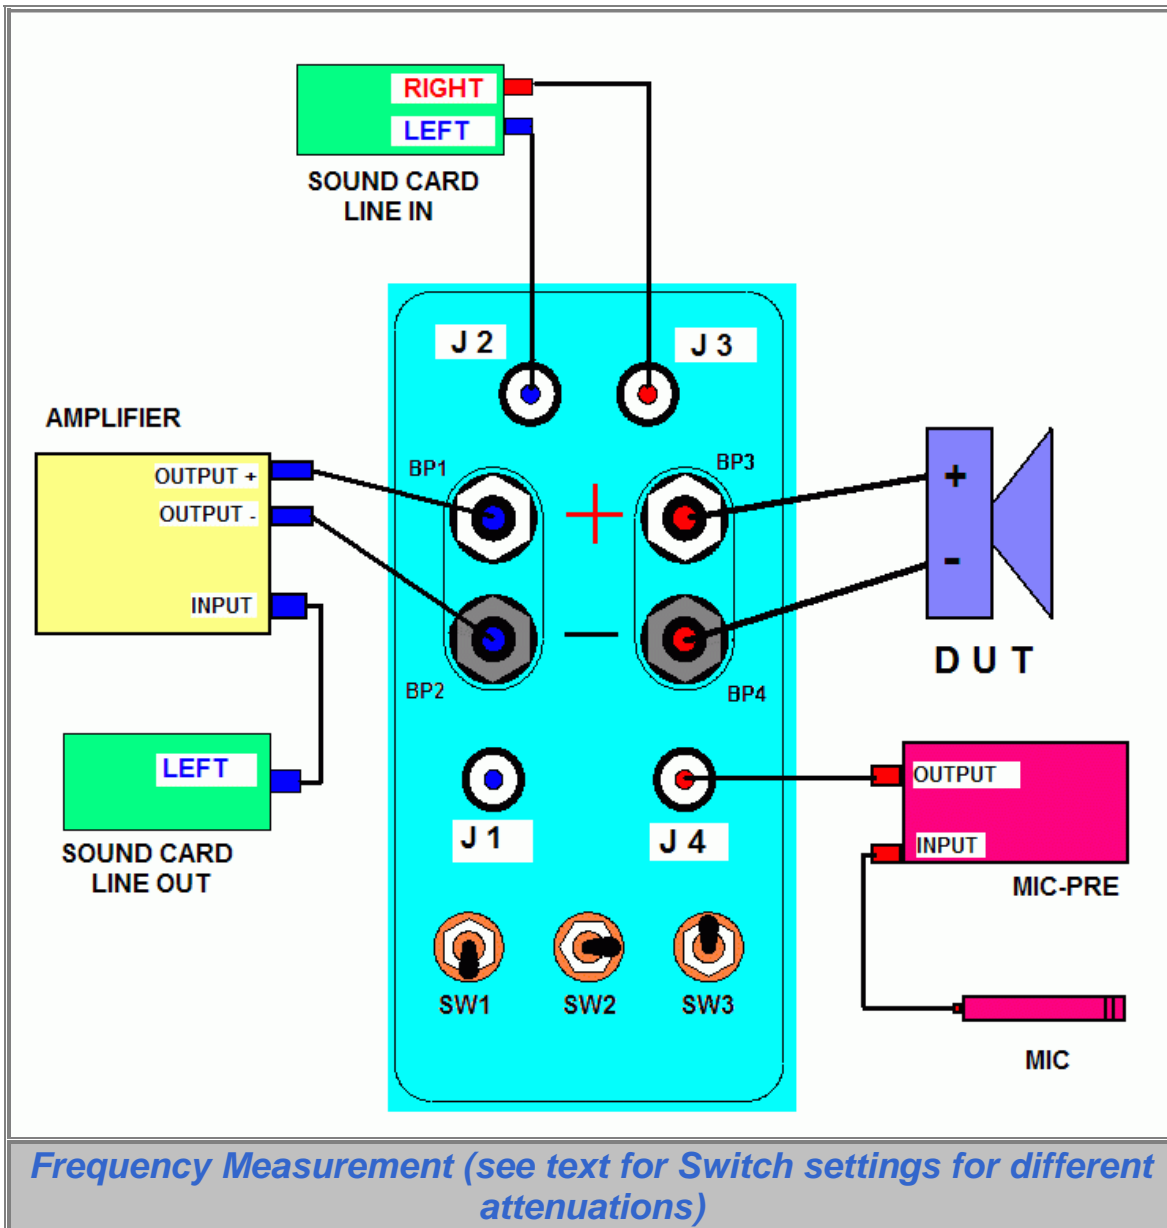 RIGHT
LEFT
SOUND CARD
LINE IN
J 2
J 3
AMPLIFIER
OUTPUT +
OUTPUT -
INPUT
BP1
BP3
+
-
+
-
BP2
BP4
D U T
LEFT
SOUND CARD
LINE OUT
J 1
J 4
OUTPUT
INPUT
MIC-PRE
SW1
SW2
SW3
MIC
Frequency Measurement (see text for Switch settings for different
attenuations)